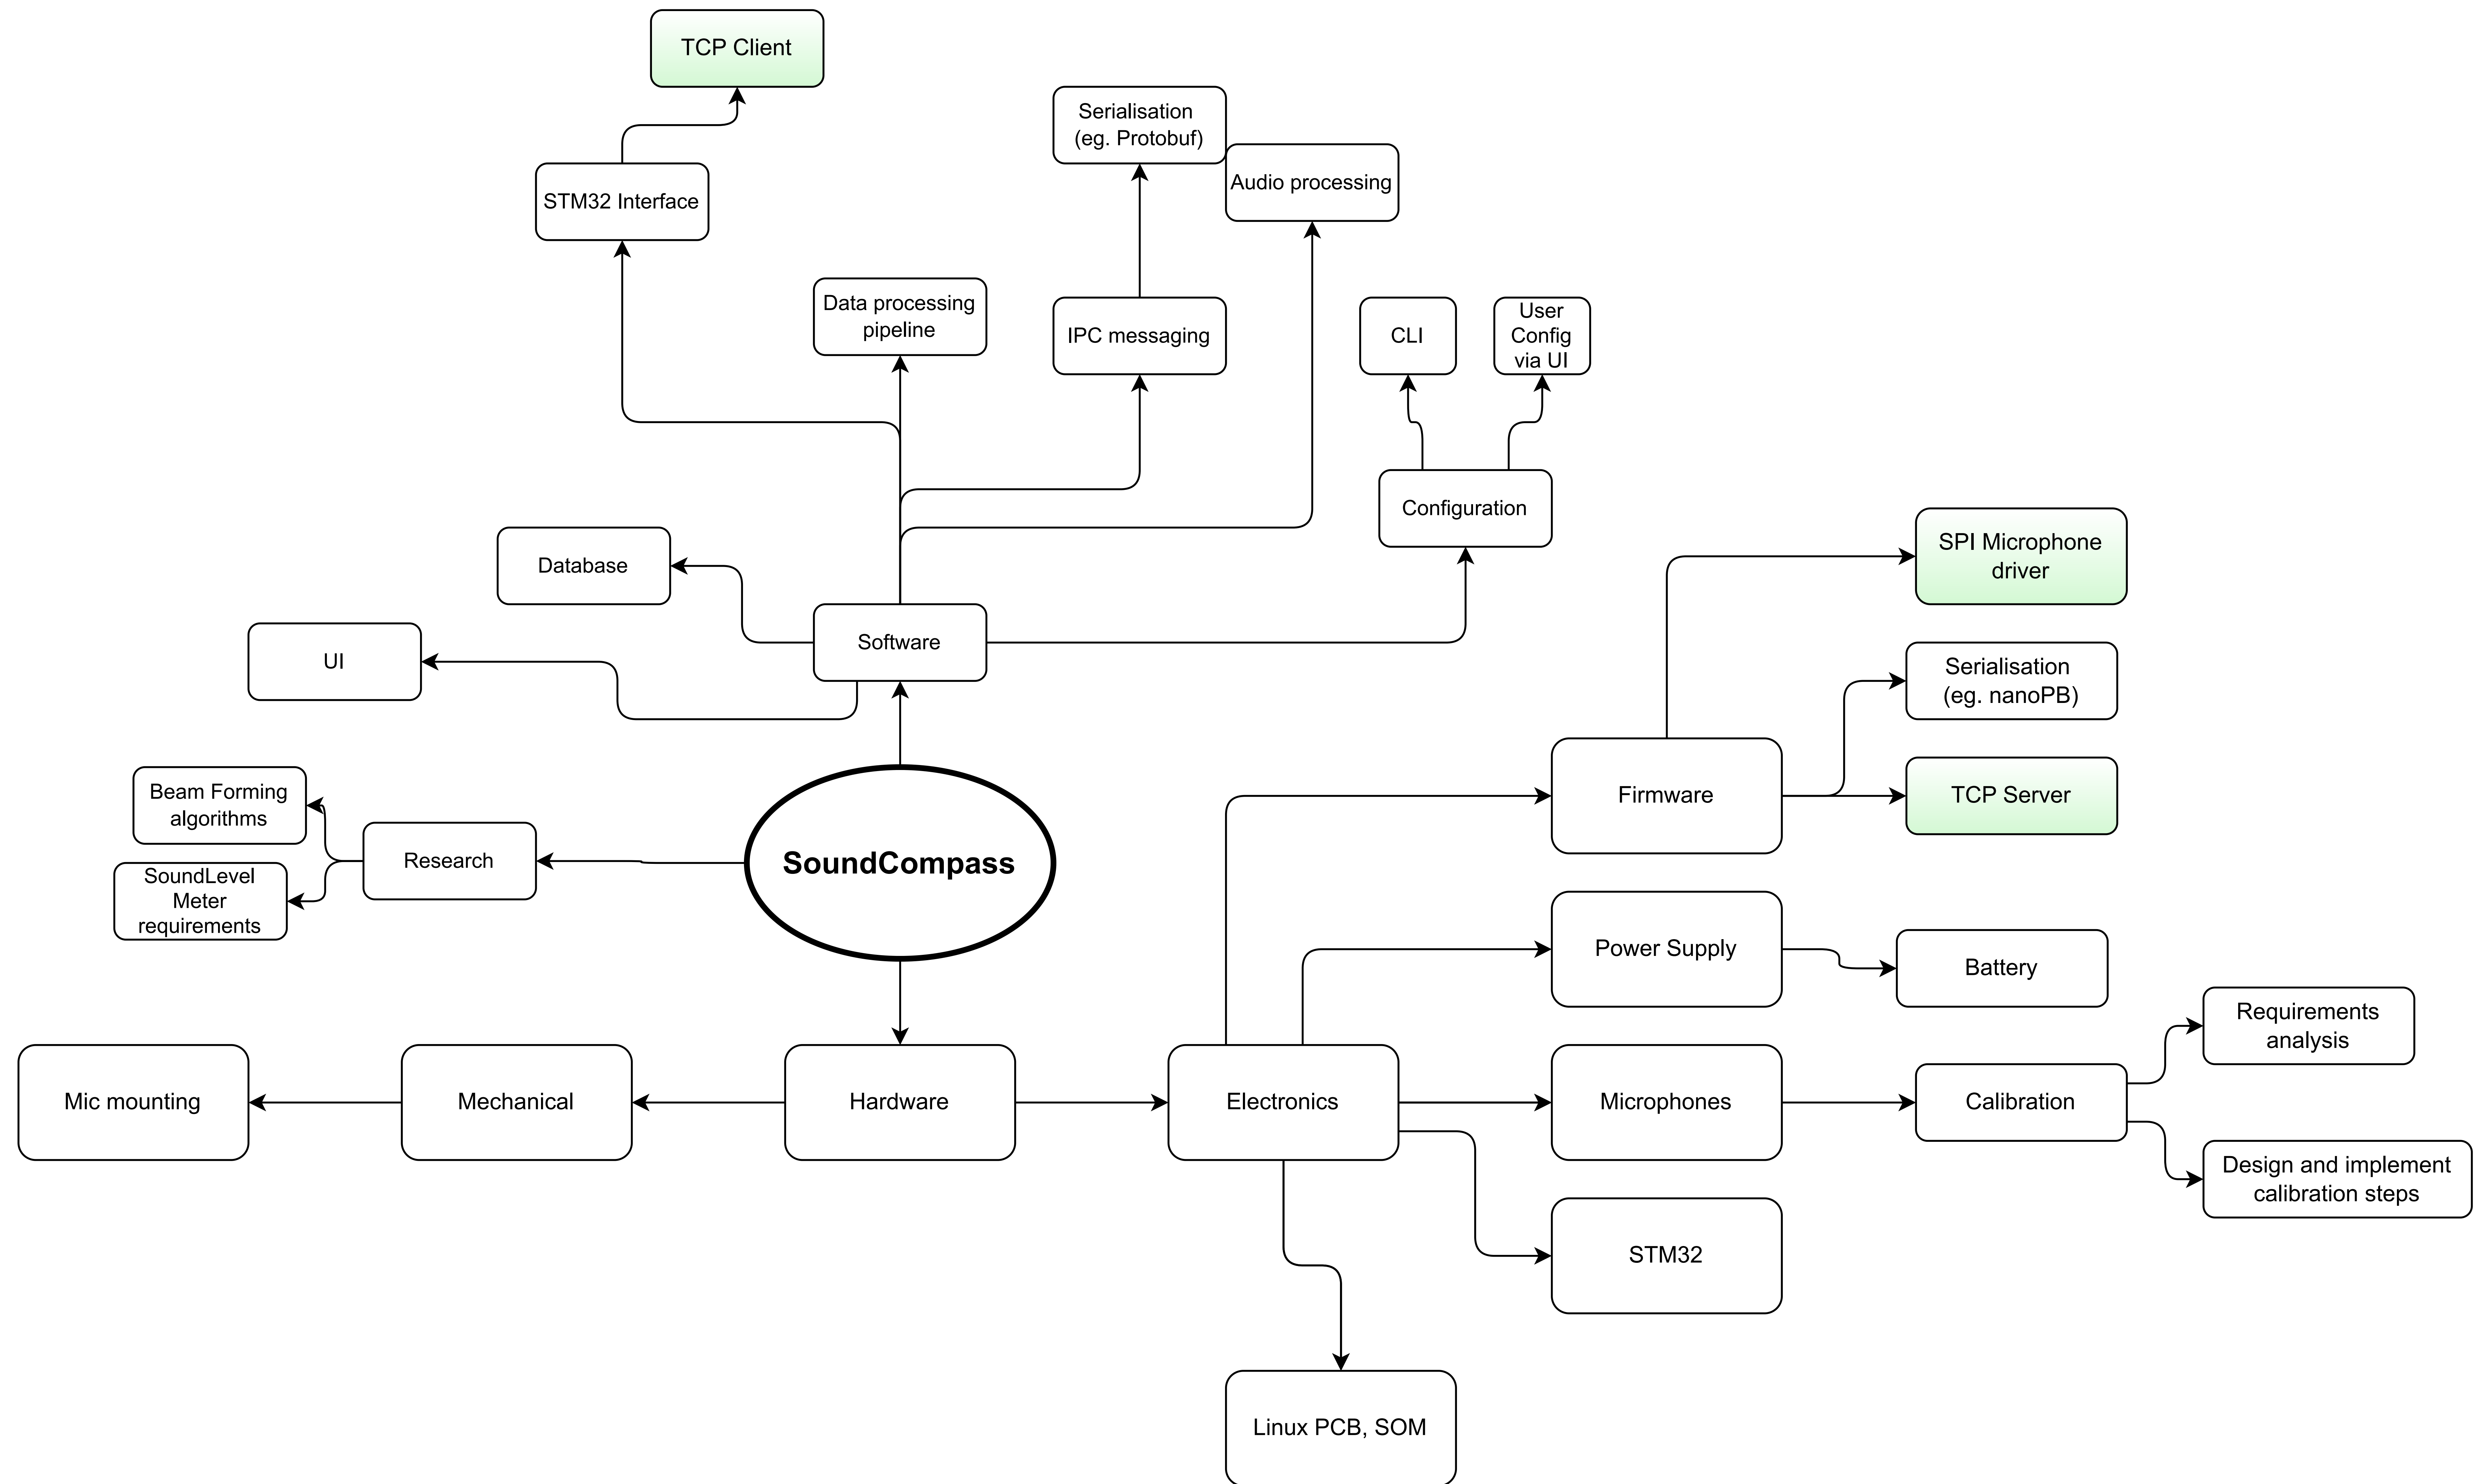 TCP Client
Serialisation
(eg. Protobuf)
Audio processing
STM32 Interface
Data processing
pipeline
IPC messaging
CLI
User
Config
via UI
Configuration
SPI Microphone
driver
Database
Software
UI
Serialisation
(eg. nanoPB)
Firmware
TCP Server
Beam Forming
algorithms
Research
SoundCompass
SoundLevel
Meter
requirements
Power Supply
Battery
Requirements
analysis
Mic mounting
Mechanical
Hardware
Electronics
Microphones
Calibration
Design and implement
calibration steps
STM32
Linux PCB, SOM